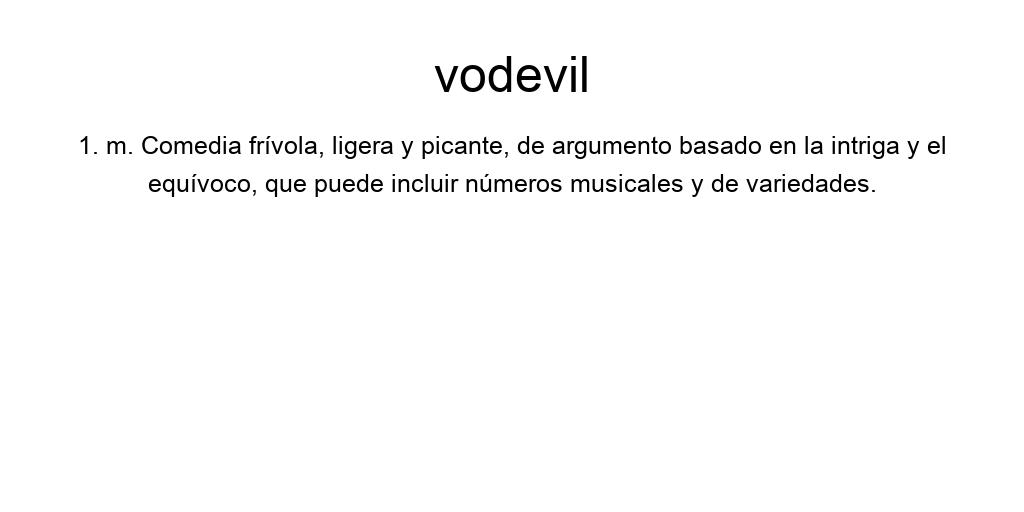 vodevil
1. m. Comedia frívola, ligera y picante, de argumento basado en la intriga y el
equívoco, que puede incluir números musicales y de variedades.